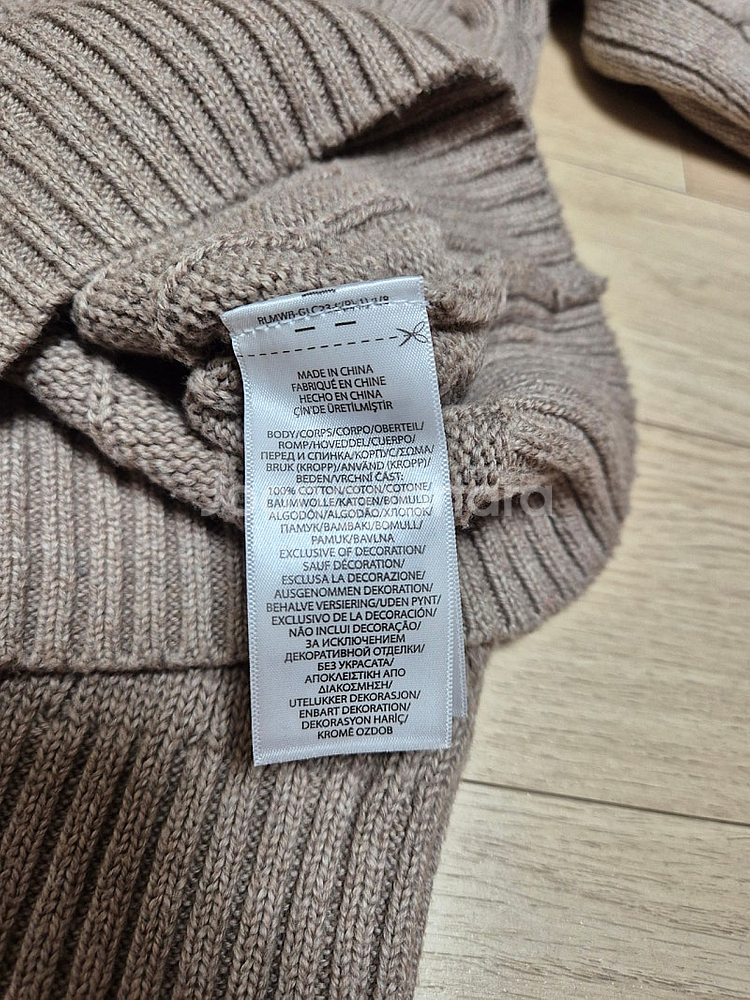 MADE IN CHINA
FABRIQUÉ EN CHINE
HECHO EN CHINA
ÇİN'DE ÜRETİLMİŞTİR
BODY/CORPS/CORPO/OBERTEIL/
ROMP/HOVEDDEL/CUERPO/
ПЕРЕД И СПИНКА/КОРПУС/ΣΩΜΑ/
BRUK (KROPP)/ANVÄND (KROPP)/
BEDEN/VRCHNÍ ČÁST:
100% COTTON/COTON/COTONE/
BAUMWOLLE/KATOEN/BOMULD/
ALGODÓN/ALGODÃO/ХЛОПОК/
ПАМУК/BAMBAKI/BOMULL/
PAMUK/BAVLNA
EXCLUSIVE OF DECORATION/
SAUF DÉCORATION/
ESCLUSA LA DECORAZIONE/
AUSGENOMMEN DEKORATION/
BEHALVE VERSIERING/UDEN PYNT/
EXCLUSIVO DE LA DECORACIÓN/
NÃO INCLUI DECORAÇÃO/
ЗА ИСКЛЮЧЕНИЕМ
ДЕКОРАТИВНОЙ ОТДЕЛКИ/
БЕЗ УКРАСАТА/
ΑΠΟΚΛΕΙΣΤΙΚΗ ΑΠΟ
ΔΙΑΚΟΣΜΗΣΗ/
UTELUKKER DEKORASJON/
ENBART DEKORATION/
DEKORASYON HARİÇ/
KROMĚ OZDOB